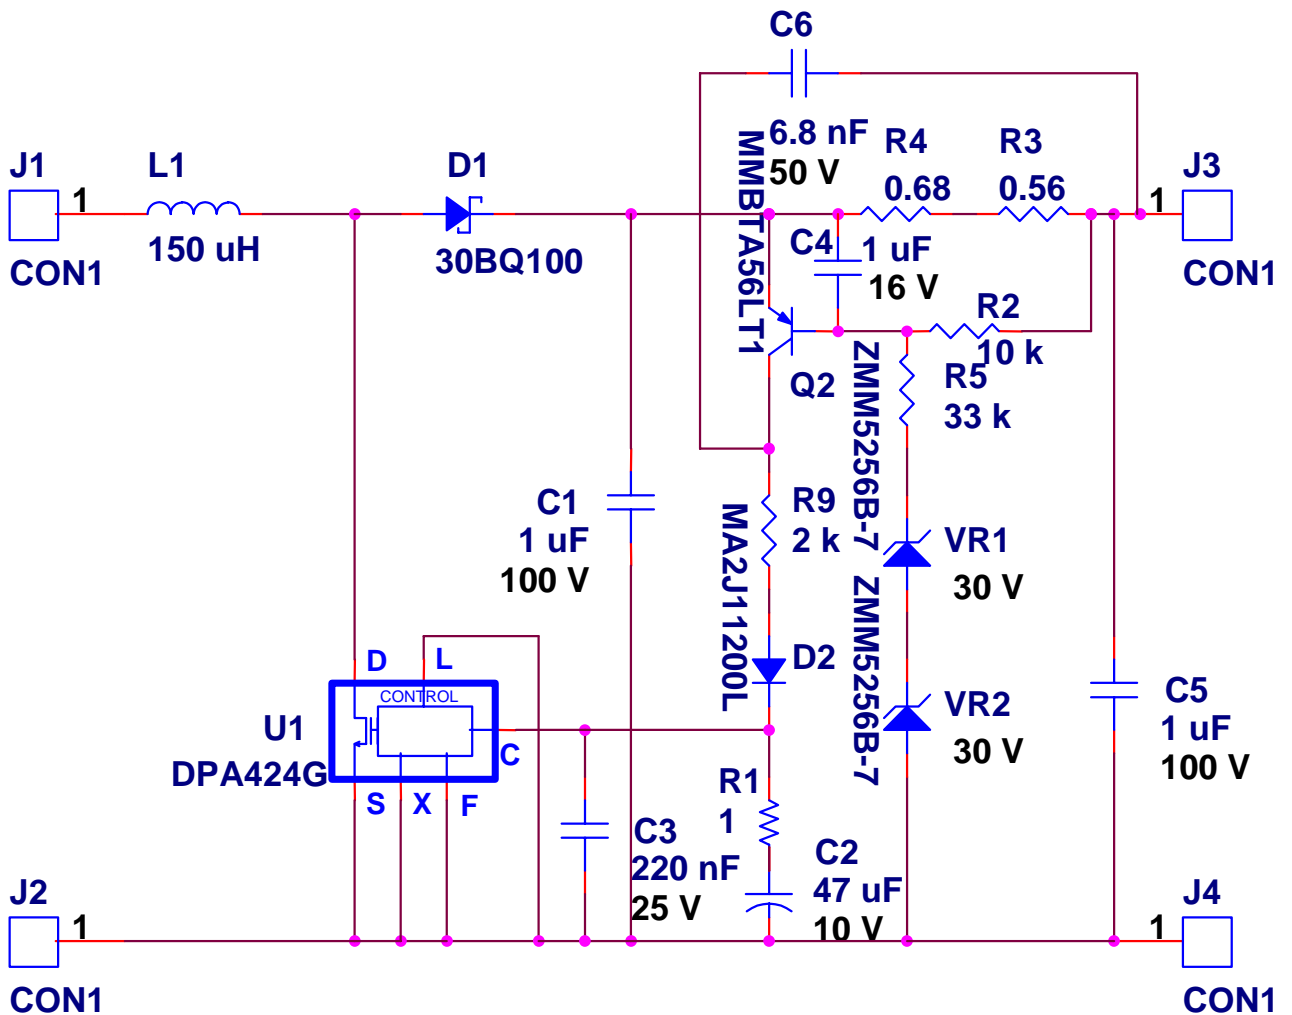 C6
6.8 nF
50 V
R4
0.68
R3
0.56
J1
1
CON1
L1
150 uH
D1
30BQ100
MMBTA56LT1
C4
1 uF
16 V
J3
1
CON1
R2
10 k
Q2
R5
33 k
ZMM5256B-7
C1
1 uF
100 V
R9
2 k
MA2J11200L
VR1
30 V
ZMM5256B-7
D2
VR2
30 V
C5
1 uF
100 V
D
L
CONTROL
U1
DPA424G
C
S
X
F
R1
1
C3
220 nF
25 V
C2
47 uF
10 V
J2
1
CON1
J4
1
CON1